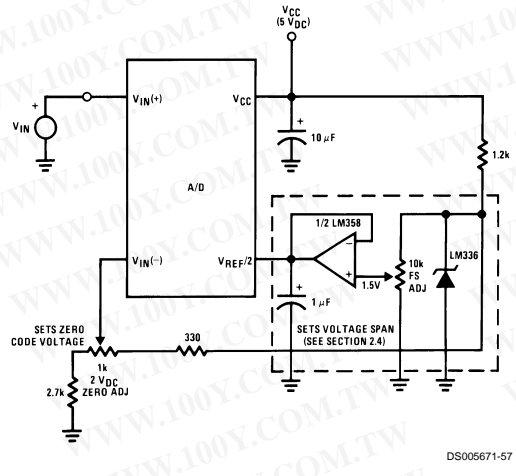 VCC
(5 VDC)
VIN(+)
VCC
+
VIN
+
10 μF
1.2k
A/D
1/2 LM358
VIN(−)
VREF/2
−
+
1.5V
10k
FS
ADJ
LM336
+
1 μF
SETS ZERO
CODE VOLTAGE
330
SETS VOLTAGE SPAN
(SEE SECTION 2.4)
1k
2 VDC
ZERO ADJ
2.7k
DS005671-57
WWW.100Y.COM.TW